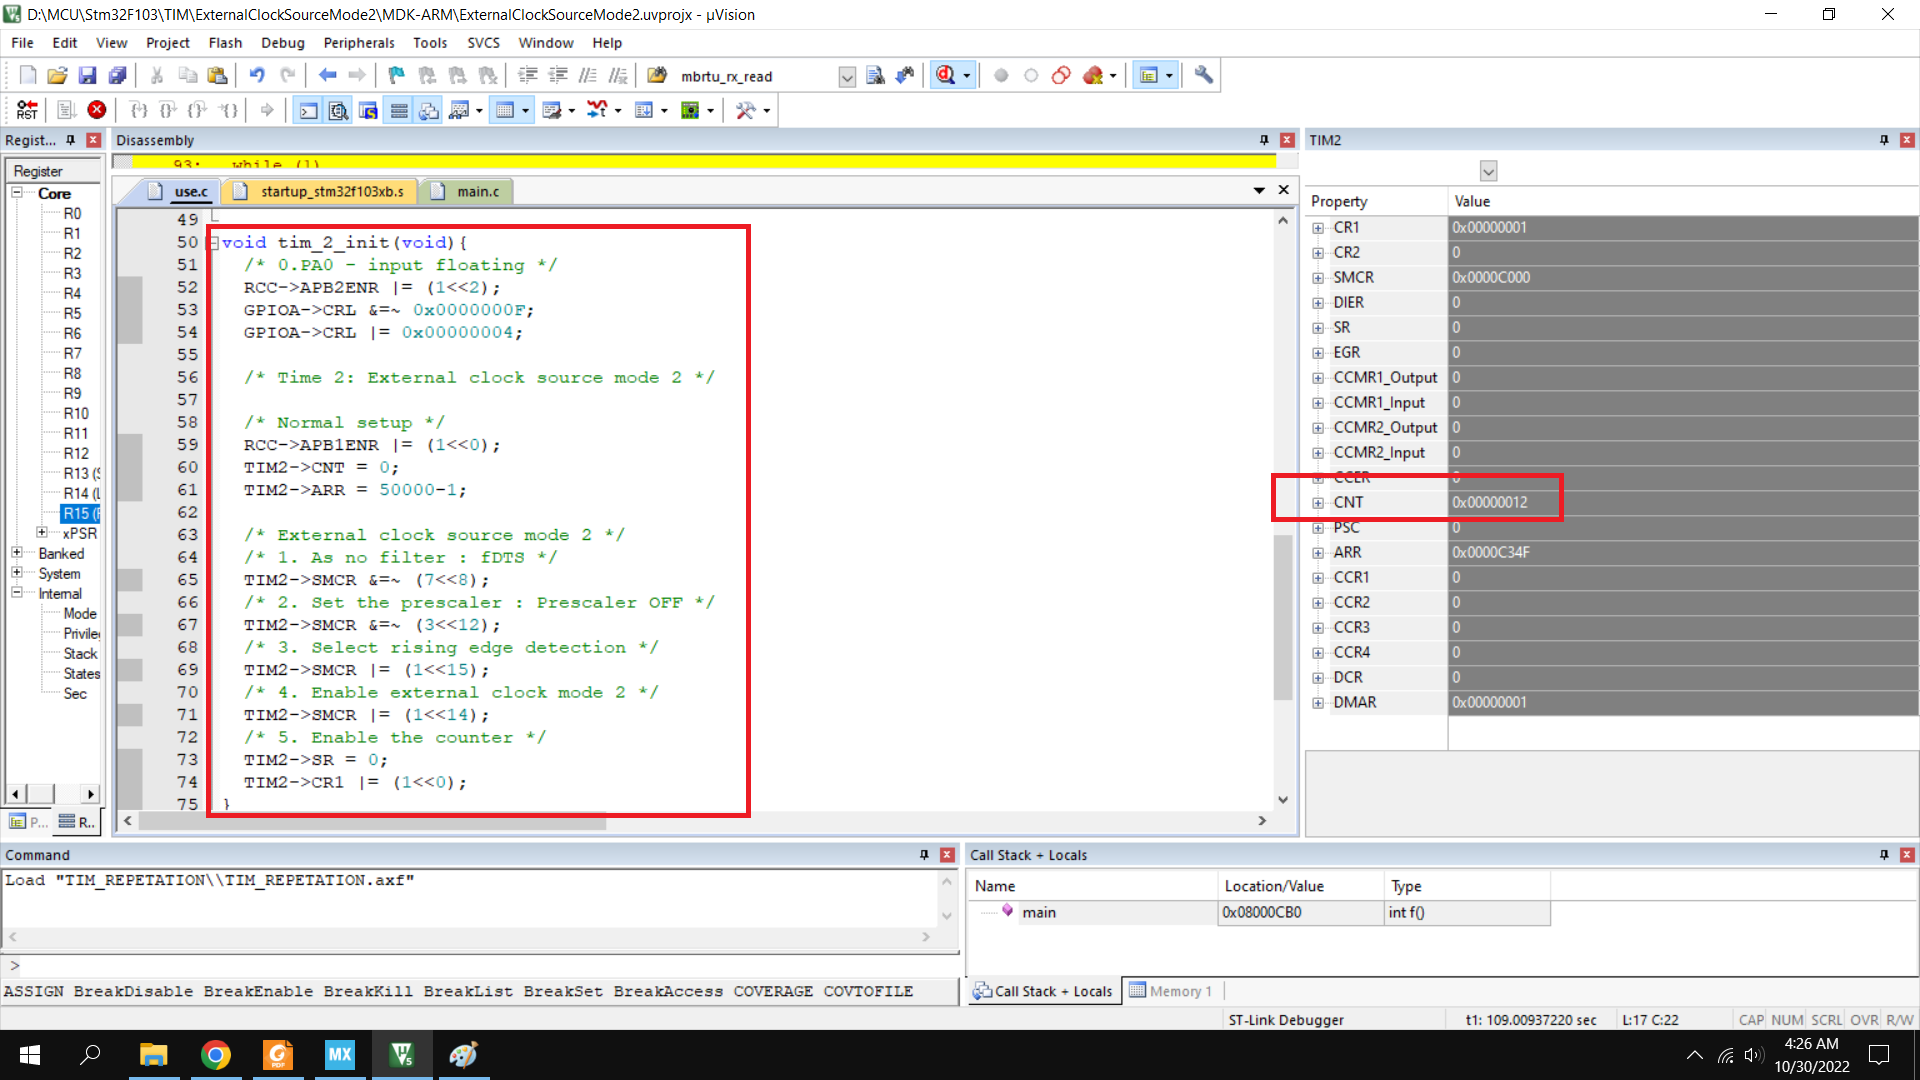 D:\MCU\Stm32F103\TIM\ExternalClockSourceMode2\MDK-ARM\ExternalClockSourceMode2.uvprojx - µVision
File Edit View Project Flash Debug Peripherals Tools SVCS Window Help
mbrtu_rx_read
RST
Regist...
Register
Core
R0
R1
R2
R3
R4
R5
R6
R7
R8
R9
R10
R11
R12
R13 (S
R14 (L
R15 (P
xPSR
Banked
System
Internal
Mode
Privileg
Stack
States
Sec
P... R..
Disassembly
93: while (1)
use.c startup_stm32f103xb.s main.c
49
50 void tim_2_init(void){
51 /* 0.PA0 - input floating */
52 RCC->APB2ENR |= (1<<2);
53 GPIOA->CRL &=~ 0x0000000F;
54 GPIOA->CRL |= 0x00000004;
55
56 /* Time 2: External clock source mode 2 */
57
58 /* Normal setup */
59 RCC->APB1ENR |= (1<<0);
60 TIM2->CNT = 0;
61 TIM2->ARR = 50000-1;
62
63 /* External clock source mode 2 */
64 /* 1. As no filter : fDTS */
65 TIM2->SMCR &=~ (7<<8);
66 /* 2. Set the prescaler : Prescaler OFF */
67 TIM2->SMCR &=~ (3<<12);
68 /* 3. Select rising edge detection */
69 TIM2->SMCR |= (1<<15);
70 /* 4. Enable external clock mode 2 */
71 TIM2->SMCR |= (1<<14);
72 /* 5. Enable the counter */
73 TIM2->SR = 0;
74 TIM2->CR1 |= (1<<0);
75 }
TIM2
Property Value
CR1 0x00000001
CR2 0
SMCR 0x0000C000
DIER 0
SR 0
EGR 0
CCMR1_Output 0
CCMR1_Input 0
CCMR2_Output 0
CCMR2_Input 0
CCER 0
CNT 0x00000012
PSC 0
ARR 0x0000C34F
CCR1 0
CCR2 0
CCR3 0
CCR4 0
DCR 0
DMAR 0x00000001
Command
Load "TIM_REPETATION\\TIM_REPETATION.axf"
>
ASSIGN BreakDisable BreakEnable BreakKill BreakList BreakSet BreakAccess COVERAGE COVTOFILE
Call Stack + Locals
Name Location/Value Type
main 0x08000CB0 int f()
Call Stack + Locals Memory 1
ST-Link Debugger t1: 109.00937220 sec L:17 C:22 CAP NUM SCRL OVR R/W
PDF MX
4:26 AM
10/30/2022